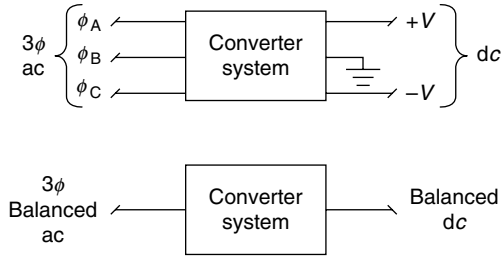 3ϕ
ac
ϕA
ϕB
ϕC
Converter
system
+V
−V
dc
3ϕ
Balanced
ac
Converter
system
Balanced
dc